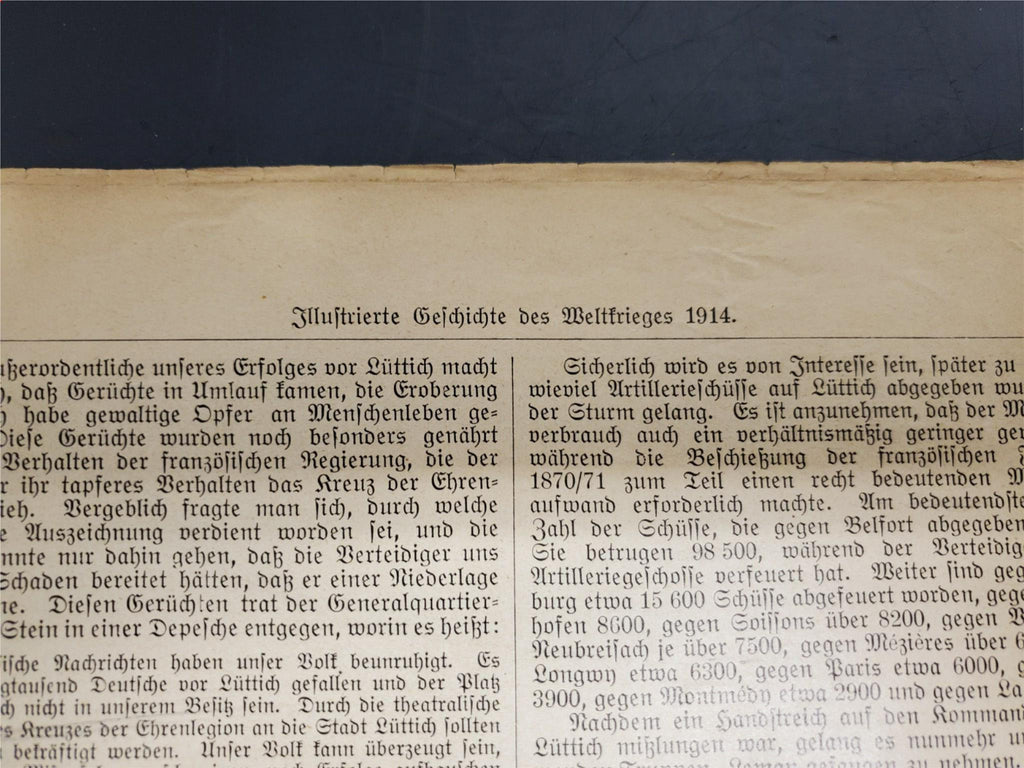 Illustrierte Geschichte des Weltkrieges 1914.
ußerordentliche unseres Erfolges vor Lüttich macht
), daß Gerüchte in Umlauf kamen, die Eroberung
) habe gewaltige Opfer an Menschenleben ge-
Diese Gerüchte wurden noch besonders genährt
Verhalten der französischen Regierung, die der
r ihr tapferes Verhalten das Kreuz der Ehren-
ieh. Vergeblich fragte man sich, durch welche
e Auszeichnung verdient worden sei, und die
nnte nur dahin gehen, daß die Verteidiger uns
Schaden bereitet hätten, daß er einer Niederlage
me. Diesen Gerüchten trat der Generalquartier-
Stein in einer Depesche entgegen, worin es heißt:
ische Nachrichten haben unser Volk beunruhigt. Es
gtausend Deutsche vor Lüttich gefallen und der Platz
ch nicht in unserem Besitz sein. Durch die theatralische
s Kreuzes der Ehrenlegion an die Stadt Lüttich sollten
bekräftigt werden. Unser Volk kann überzeugt sein,
Sicherlich wird es von Interesse sein, später zu
wieviel Artillerieschüsse auf Lüttich abgegeben wu
der Sturm gelang. Es ist anzunehmen, daß der M
verbrauch auch ein verhältnismäßig geringer gew
während die Beschießung der französischen
1870/71 zum Teil einen recht bedeutenden M
aufwand erforderlich machte. Am bedeutendste
Zahl der Schüsse, die gegen Belfort abgegeben
Sie betrugen 98 500, während der Verteidig
Artilleriegeschosse verfeuert hat. Weiter sind geg
burg etwa 15 600 Schüsse abgefeuert worden, geg
hofen 8600, gegen Soissons über 8200, gegen
Neubreisach je über 7500, gegen Mézières über 6
Longwy etwa 6300, gegen Paris etwa 6000, g
3900, gegen Montmédy etwa 2900 und gegen La
Nachdem ein Handstreich auf den Kommand
Lüttich mißlungen war, gelang es nunmehr u
Truppen, Leman gefangen zu nehmen.